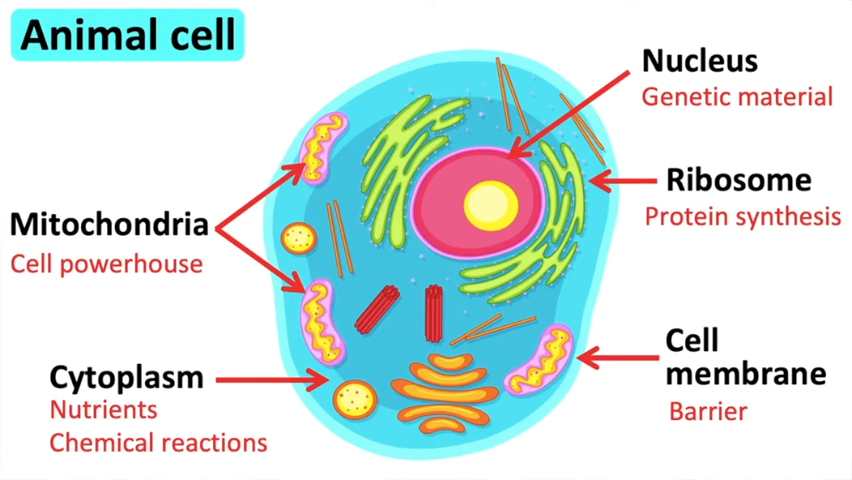 Animal cell
Nucleus
Genetic material
Ribosome
Protein synthesis
Mitochondria
Cell powerhouse
Cell
membrane
Barrier
Cytoplasm
Nutrients
Chemical reactions